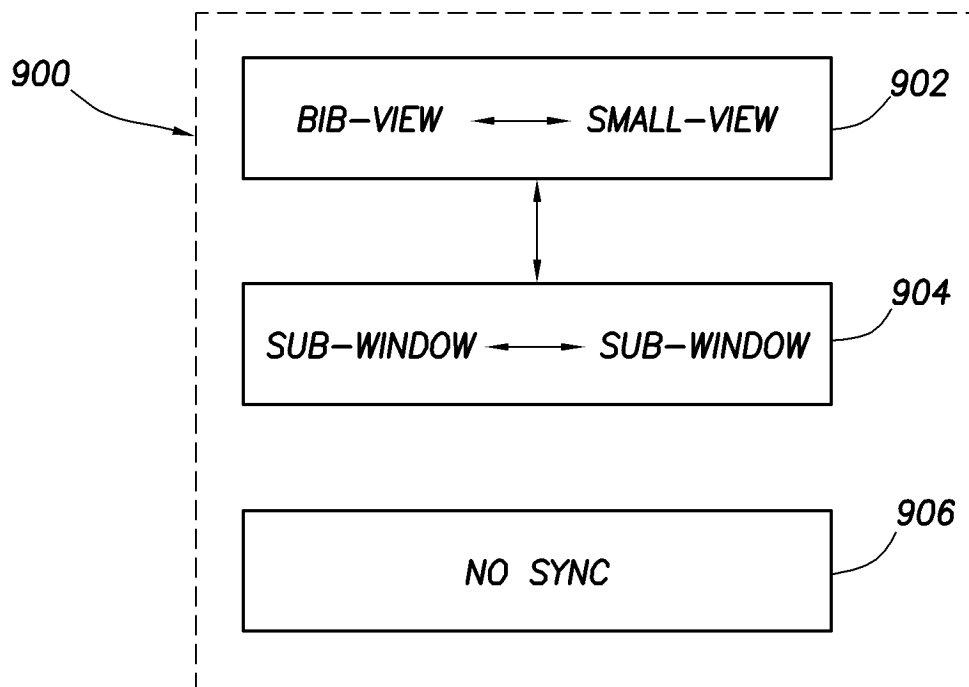 900
902
BIB-VIEW SMALL-VIEW
904
SUB-WINDOW SUB-WINDOW
906
NO SYNC